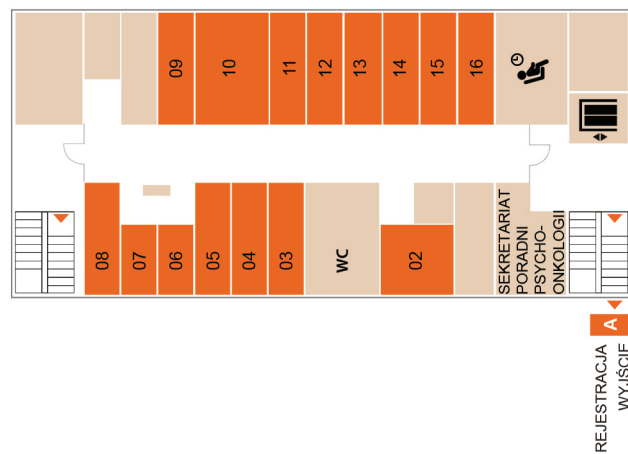 09
10
11
12
13
14
15
16
08
07
06
05
04
03
WC
02
SEKRETARIAT
PORADNI
PSYCHO-
ONKOLOGII
A
REJESTRACJA
WYJŚCIE